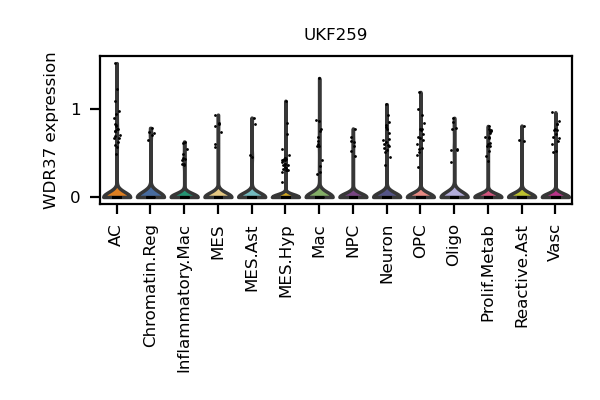 UKF259
WDR37 expression
1
0
AC
Chromatin.Reg
Inflammatory.Mac
MES
MES.Ast
MES.Hyp
Mac
NPC
Neuron
OPC
Oligo
Prolif.Metab
Reactive.Ast
Vasc